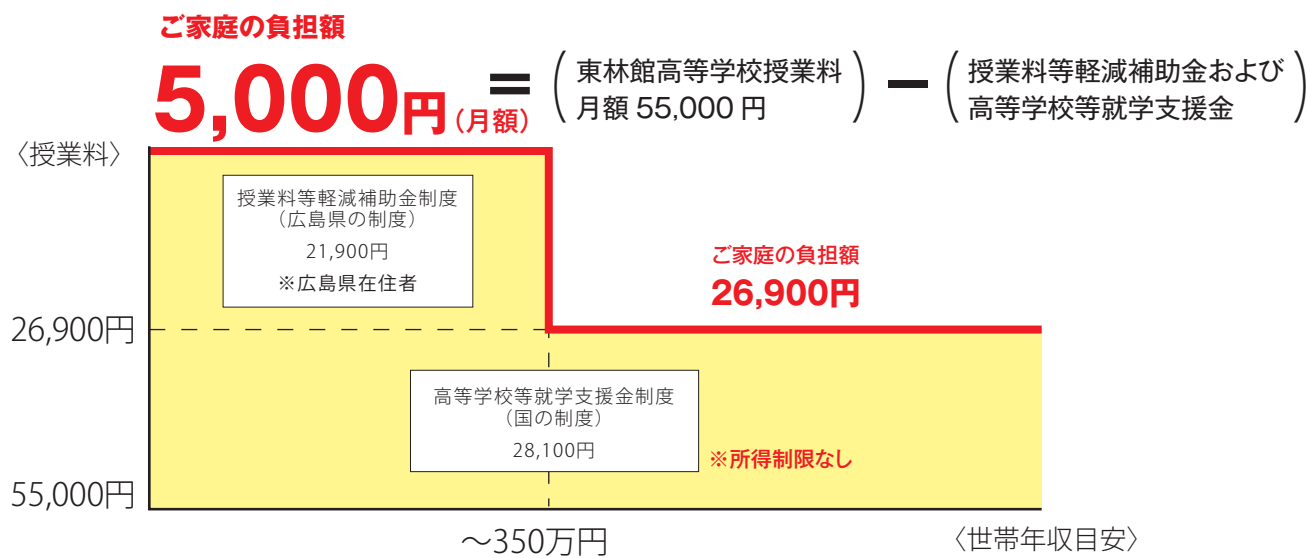 ご家庭の負担額
5,000円(月額)
=
(東林館高等学校授業料
月額 55,000 円)
−
(授業料等軽減補助金および
高等学校等就学支援金)
〈授業料〉
授業料等軽減補助金制度
(広島県の制度)
21,900円
※広島県在住者
ご家庭の負担額
26,900円
26,900円
高等学校等就学支援金制度
(国の制度)
28,100円
※所得制限なし
55,000円
〜350万円
〈世帯年収目安〉